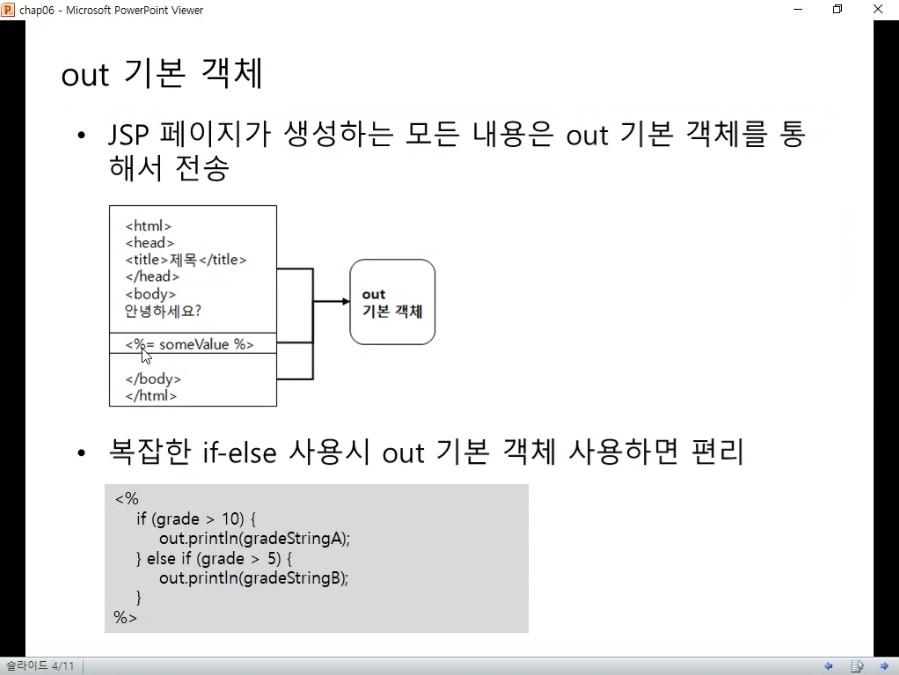 chap06 - Microsoft PowerPoint Viewer
out 기본 객체
• JSP 페이지가 생성하는 모든 내용은 out 기본 객체를 통
해서 전송
<html>
<head>
<title>제목</title>
</head>
<body>
안녕하세요?
<%= someValue %>
</body>
</html>
out
기본 객체
• 복잡한 if-else 사용시 out 기본 객체 사용하면 편리
<%
if (grade > 10) {
out.println(gradeStringA);
} else if (grade > 5) {
out.println(gradeStringB);
}
%>
슬라이드 4/11